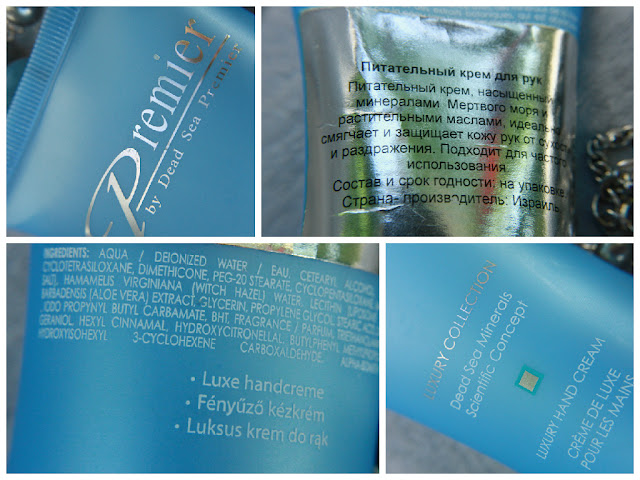 Premier
by Dead Sea Premier
Питательный крем для рук
Питательный крем, насыщенный
минералами Мертвого моря и
растительными маслами, идеально
смягчает и защищает кожу рук от сухости
и раздражения. Подходит для частого
использования.
Состав и срок годности: на упаковке
Страна- производитель: Израиль
INGREDIENTS: AQUA / DEIONIZED WATER / EAU, CETEARYL ALCOHOL,
CYCLOTETRASILOXANE, DIMETHICONE, PEG-20 STEARATE, CYCLOPENTASILOXANE
SALT), HAMAMELIS VIRGINIANA (WITCH HAZEL) WATER, LECITHIN (LIPOSOME
BARBADENSIS (ALOE VERA) EXTRACT, GLYCERIN, PROPYLENE GLYCOL STEARATE
, IODO PROPYNYL BUTYL CARBAMATE, BHT, FRAGRANCE / PARFUM,
GERANIOL, HEXYL CINNAMAL, HYDROXYCITRONELLAL, BUTYLPHENYL
HYDROXYISOHEXYL 3-CYCLOHEXENE CARBOXALDEHYDE,
• Luxe handcreme
• Fényűző kézkrém
• Luksus krem do rąk
LUXURY COLLECTION
Dead Sea Minerals
Scientific Concept
LUXURY HAND CREAM
CRÈME DE LUXE
POUR LES MAINS